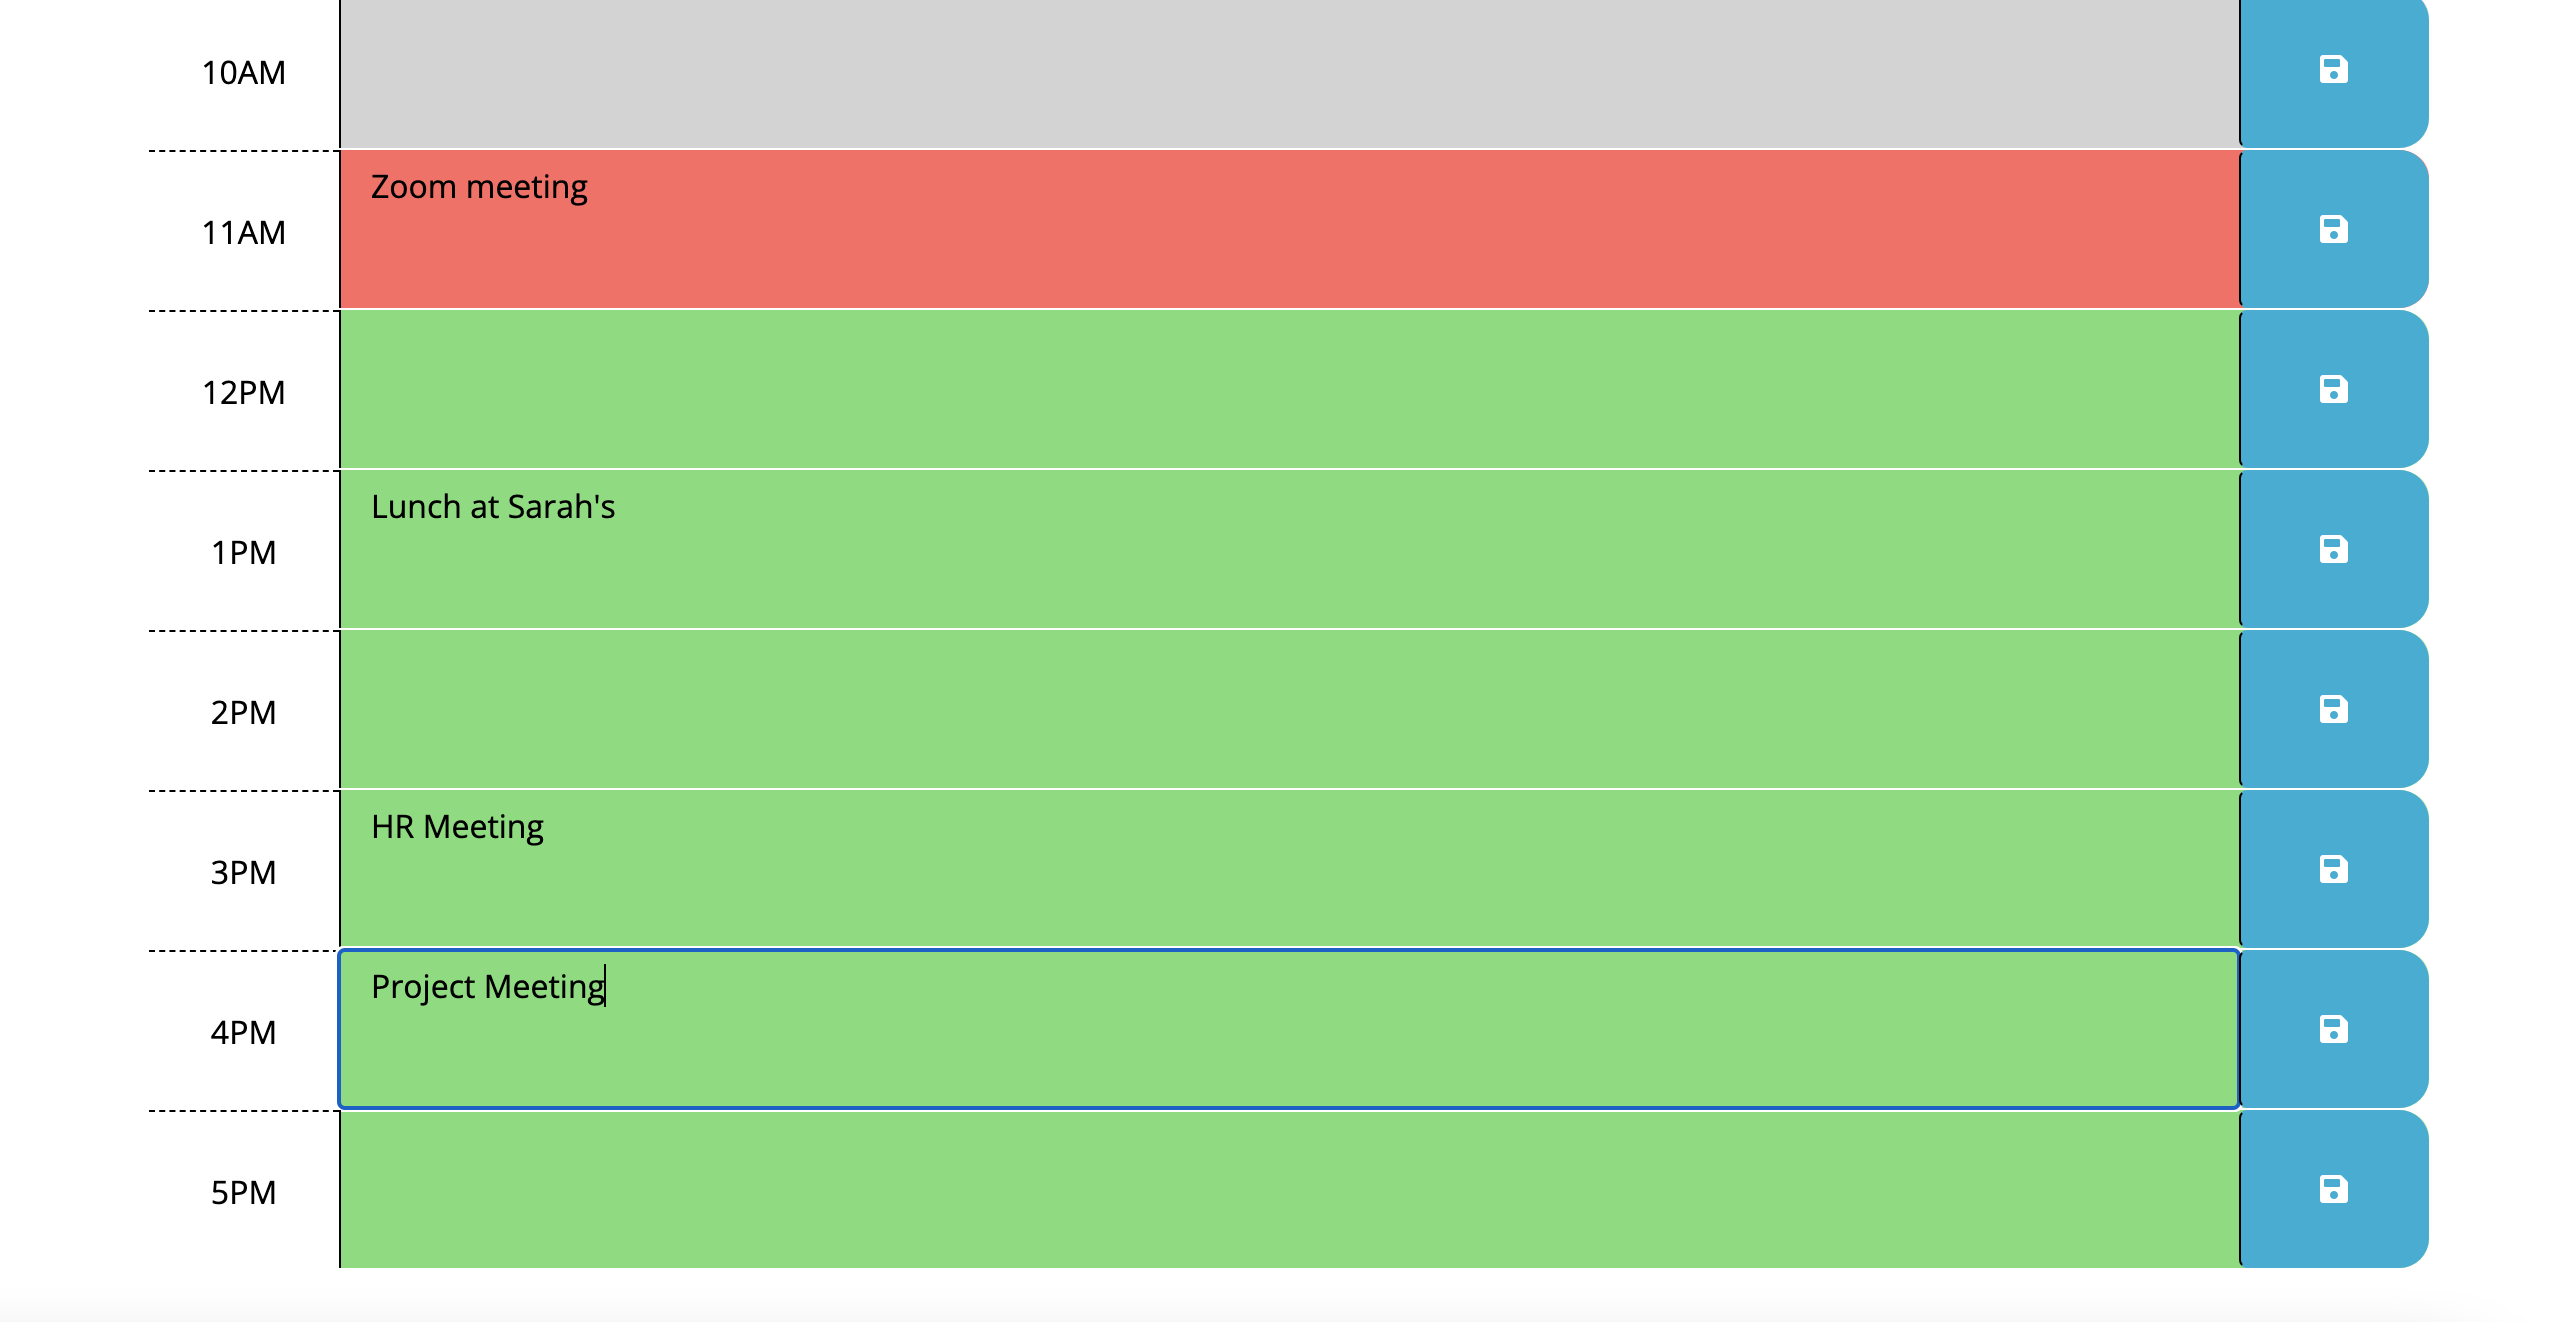 10AM
11AM
Zoom meeting
12PM
1PM
Lunch at Sarah's
2PM
3PM
HR Meeting
4PM
Project Meeting
5PM